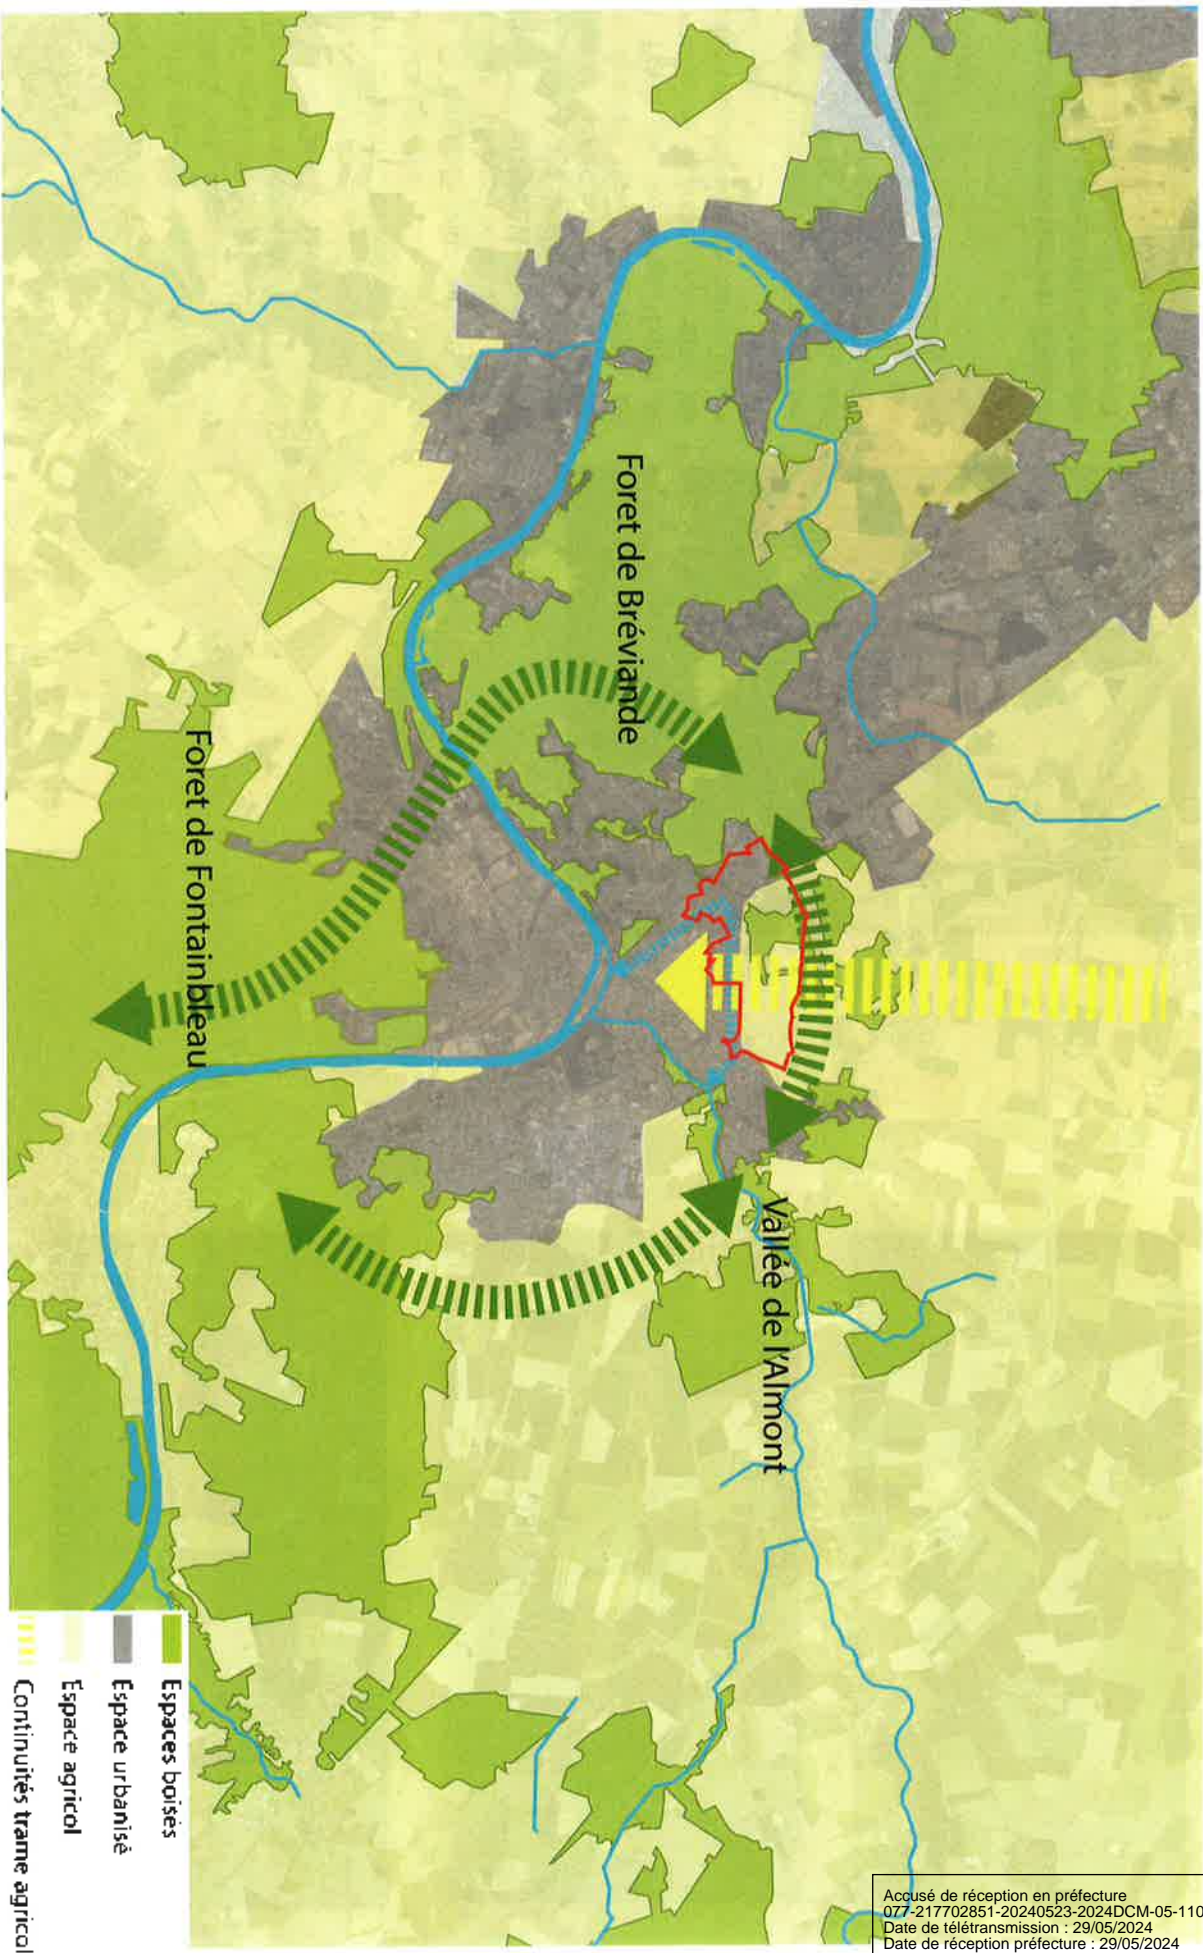 Foret de Bréviande
Foret de Fontainbleau
Vallée de l'Almont
Espaces boisés
Espace urbanisé
Espace agricol
Continuités trame agricol
Accusé de réception en préfecture
077-217702851-20240523-2024DCM-05-110
Date de télétransmission : 29/05/2024
Date de réception préfecture : 29/05/2024